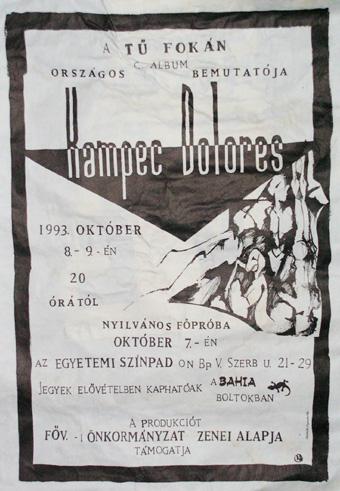 A TŰ FOKÁN
C. ALBUM
ORSZÁGOS BEMUTATÓJA
Kampec Dolores
1993. OKTÓBER
8.- 9.- ÉN
20
ÓRÁTÓL
NYILVÁNOS FŐPRÓBA
OKTÓBER 7.- ÉN
AZ EGYETEMI SZÍNPAD ON Bp V. SZERB U. 21-29
JEGYEK ELŐVÉTELBEN KAPHATÓAK A BAHIA
BOLTOKBAN
A PRODUKCIÓT
FŐV. - I ÖNKORMÁNYZAT ZENEI ALAPJA
TÁMOGATJA